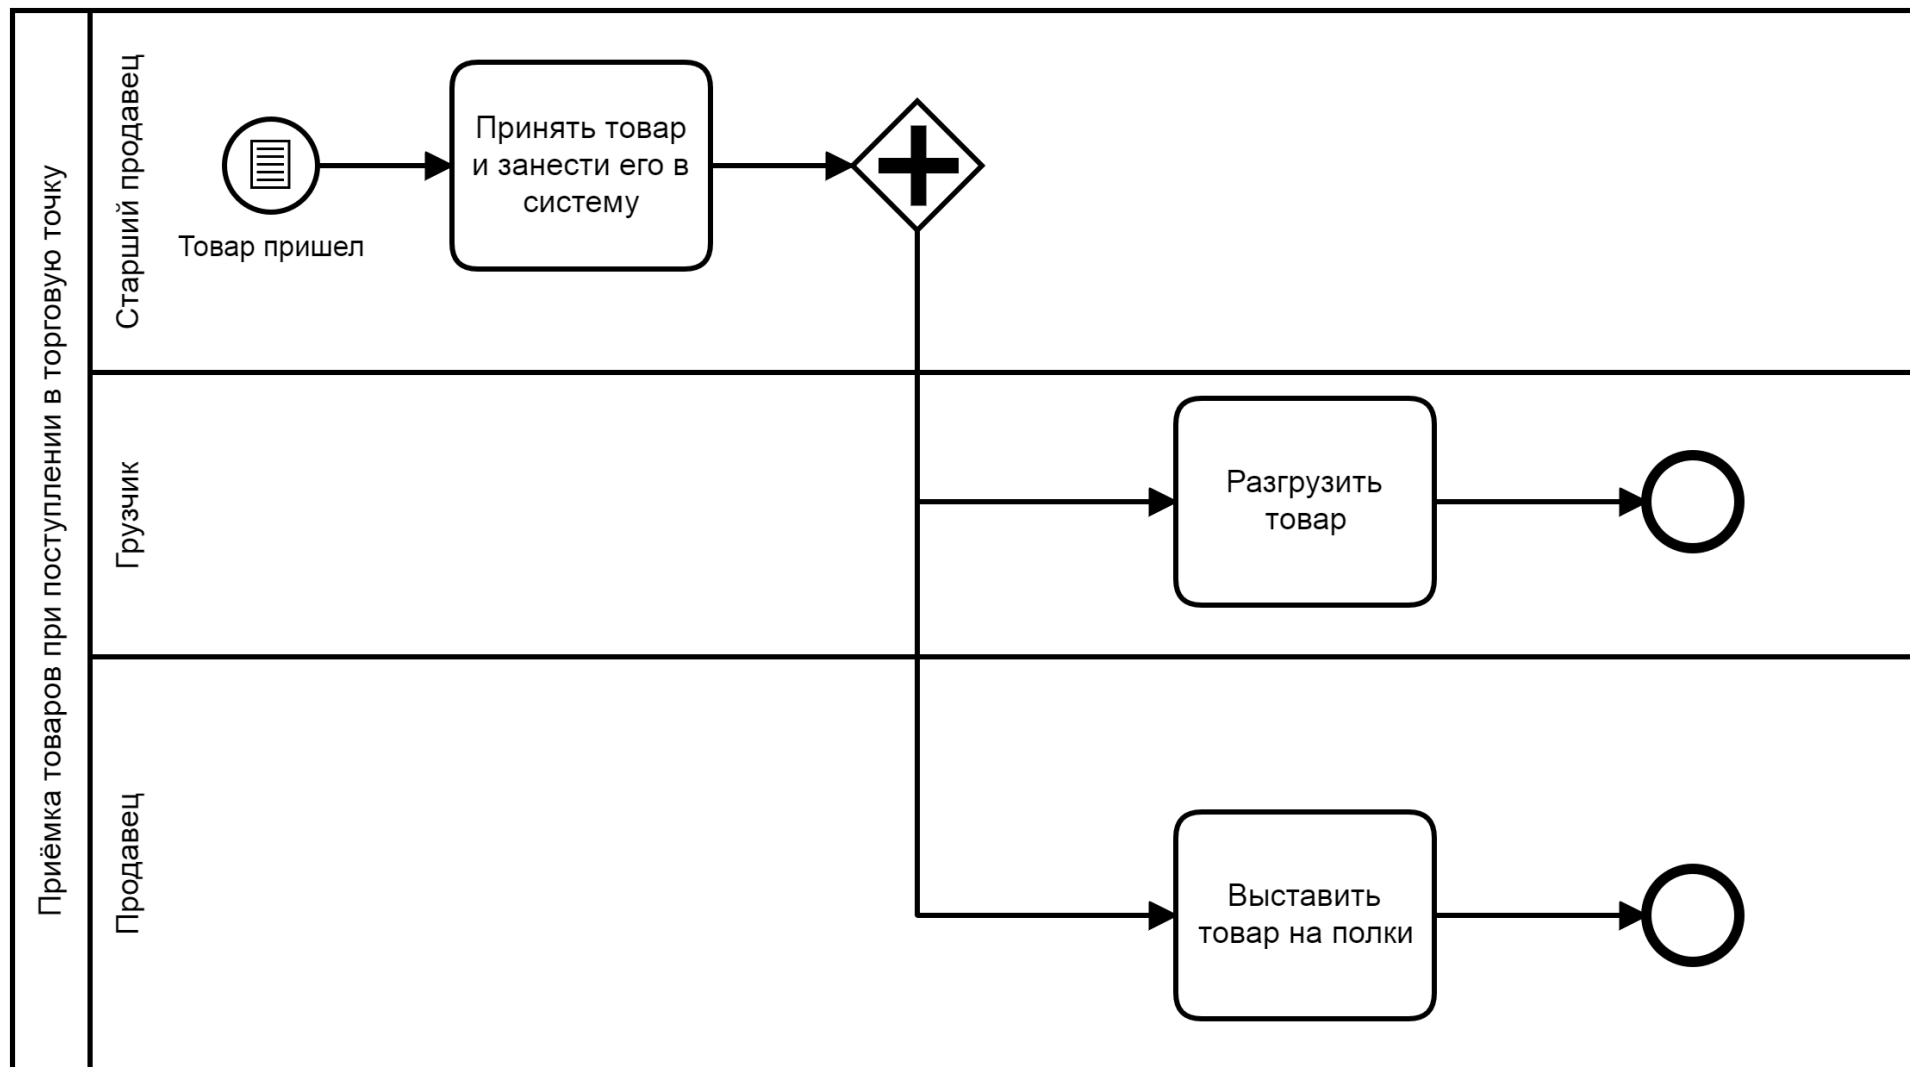 Приёмка товаров при поступлении в торговую точку
Старший продавец
Товар пришел
Принять товар
и занести его в
систему
Грузчик
Разгрузить
товар
Продавец
Выставить
товар на полки